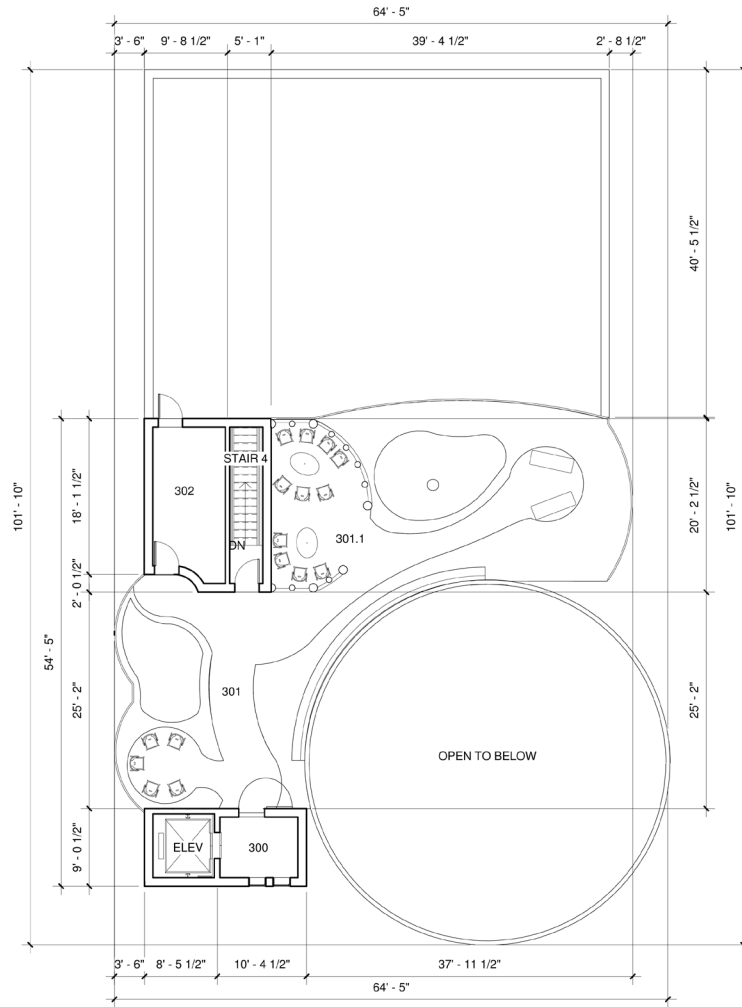 64' - 5"
3' - 6" 9' - 8 1/2" 5' - 1" 39' - 4 1/2" 2' - 8 1/2"
40' - 5 1/2"
STAIR 4
302
DN
301.1
18' - 1 1/2"
101' - 10"
20' - 2 1/2"
101' - 10"
2' - 0 1/2"
54' - 5"
25' - 2"
301
25' - 2"
OPEN TO BELOW
ELEV
300
9' - 0 1/2"
3' - 6" 8' - 5 1/2" 10' - 4 1/2" 37' - 11 1/2"
64' - 5"